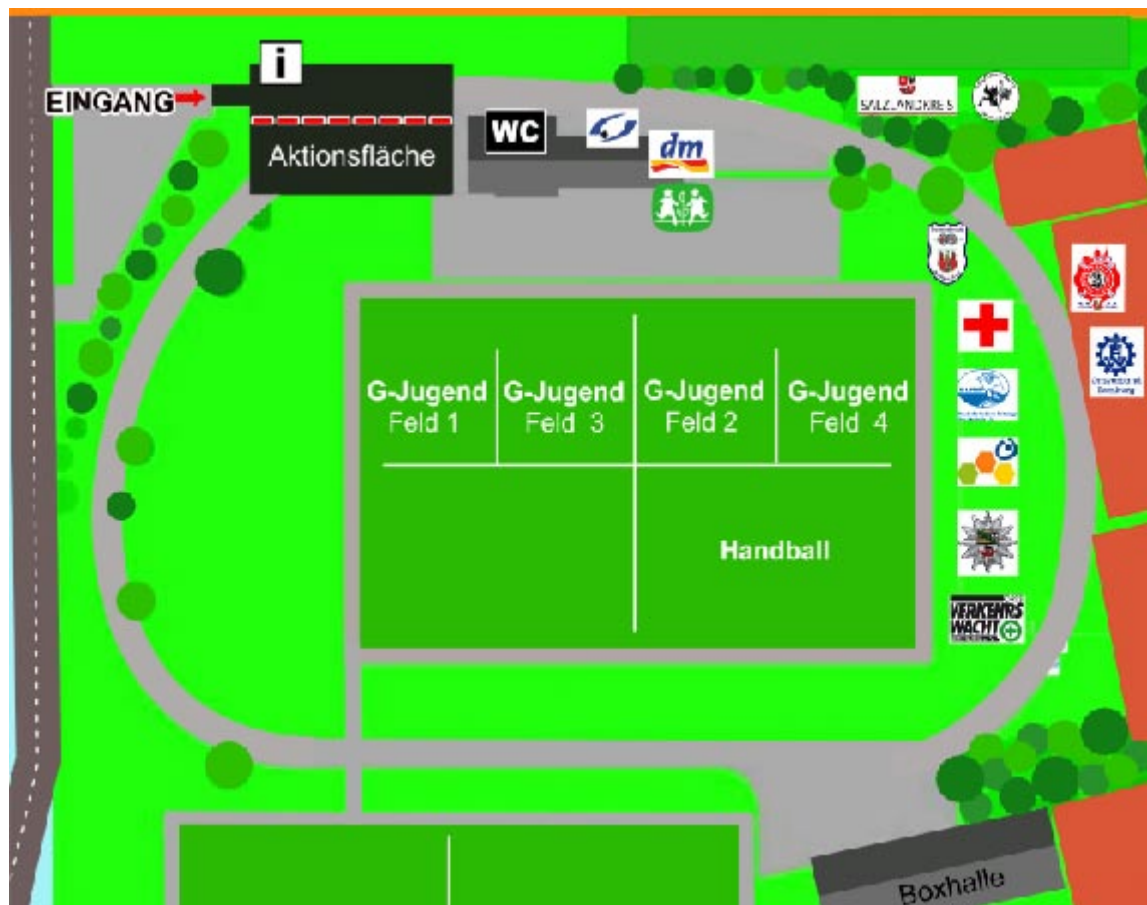 i
EINGANG
Aktionsfläche
WC
dm
SALZLANDKREIS
G-Jugend
Feld 1
G-Jugend
Feld 3
G-Jugend
Feld 2
G-Jugend
Feld 4
Handball
VERKEHRS
WACHT
Boxhalle